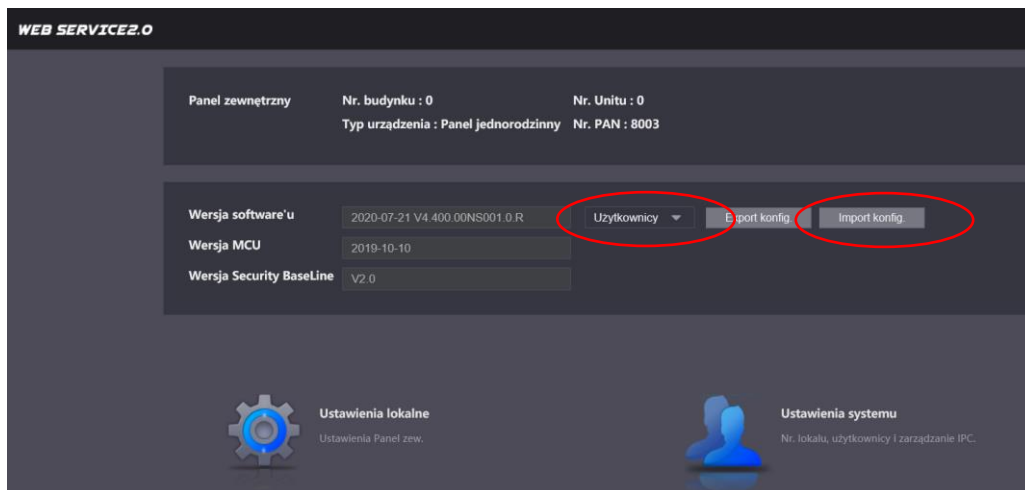 WEB SERVICE2.0
Panel zewnętrzny Nr. budynku : 0 Nr. Unitu : 0
Typ urządzenia : Panel jednorodzinny Nr. PAN : 8003
Wersja software'u 2020-07-21 V4.400.00NS001.0.R Użytkownicy Export konfig. Import konfig.
Wersja MCU 2019-10-10
Wersja Security BaseLine V2.0
Ustawienia lokalne Ustawienia systemu
Ustawienia Panel zew. Nr. lokalu, użytkownicy i zarządzanie IPC.